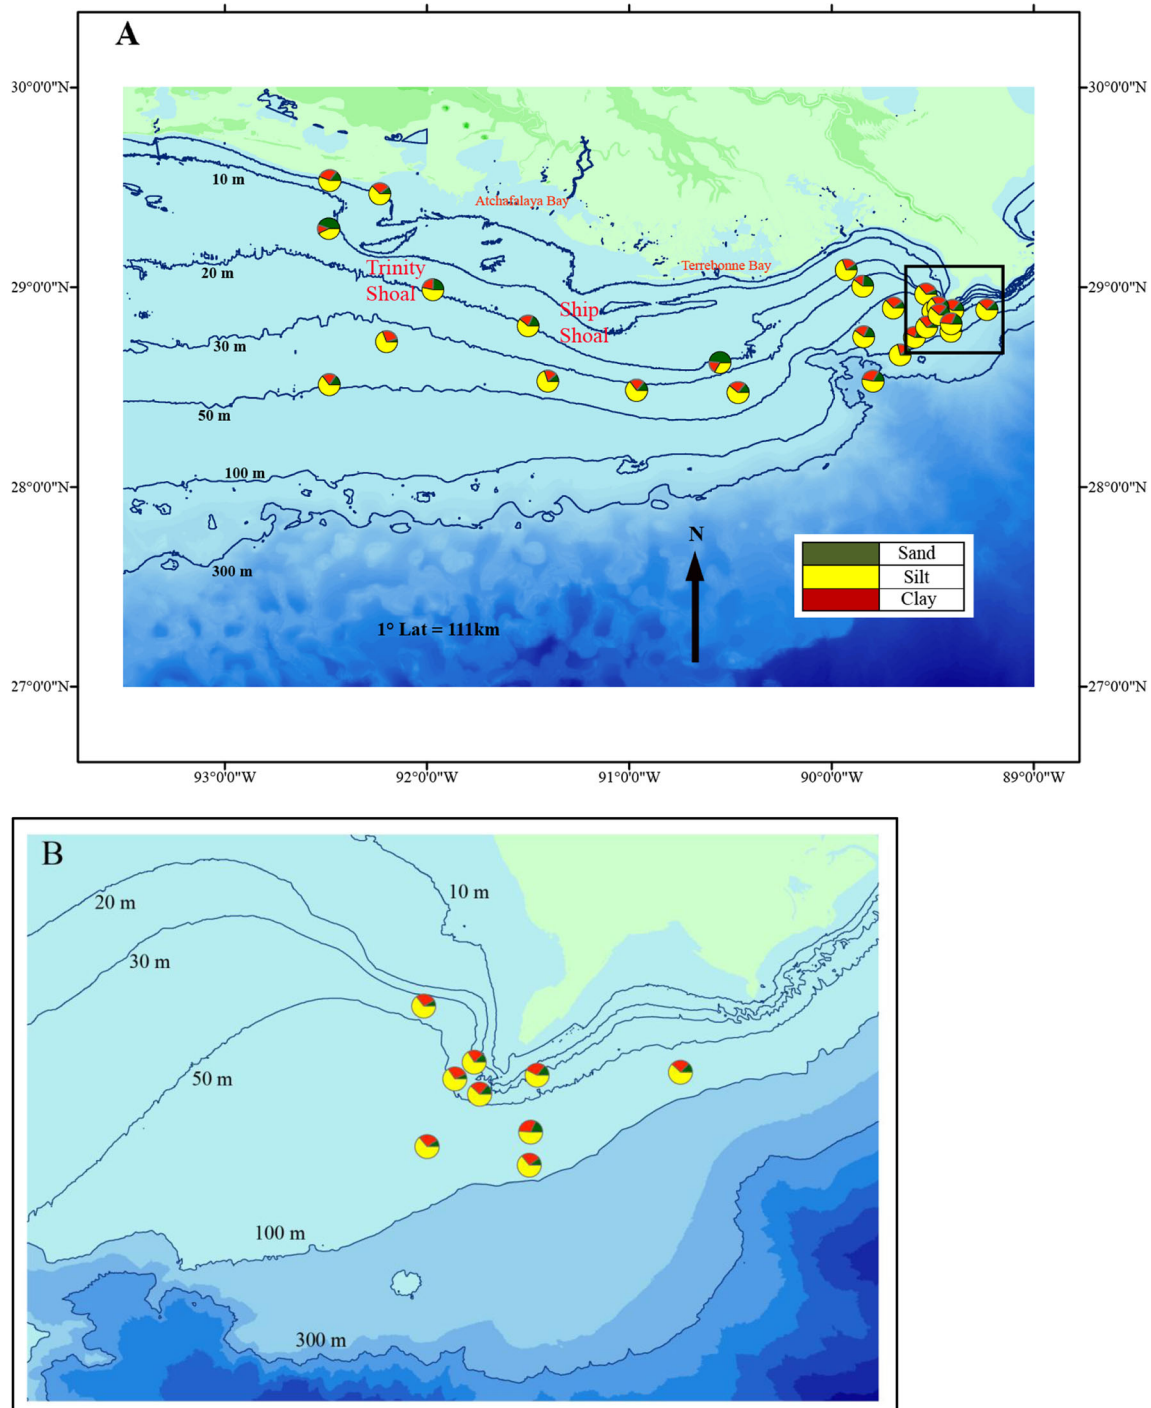 A
30°0'0"N
30°0'0"N
10 m
Atchafalaya Bay
Terrebonne Bay
20 m
Trinity
Shoal
29°0'0"N
29°0'0"N
Ship
Shoal
30 m
50 m
100 m
28°0'0"N
28°0'0"N
N
Sand
Silt
Clay
300 m
1° Lat = 111km
27°0'0"N
27°0'0"N
93°0'0"W
92°0'0"W
91°0'0"W
90°0'0"W
89°0'0"W
B
10 m
20 m
30 m
50 m
100 m
300 m